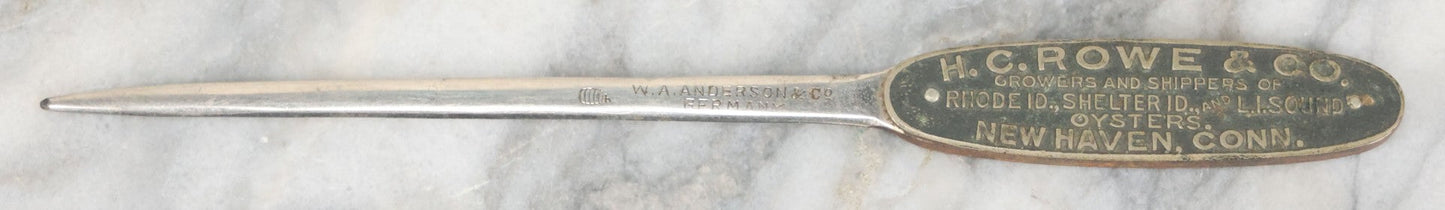 W. A. ANDERSON & Co
GERMANY
H. C. ROWE & CO.
GROWERS AND SHIPPERS OF
RHODE ID., SHELTER ID., AND L.I. SOUND
OYSTERS.
NEW HAVEN, CONN.